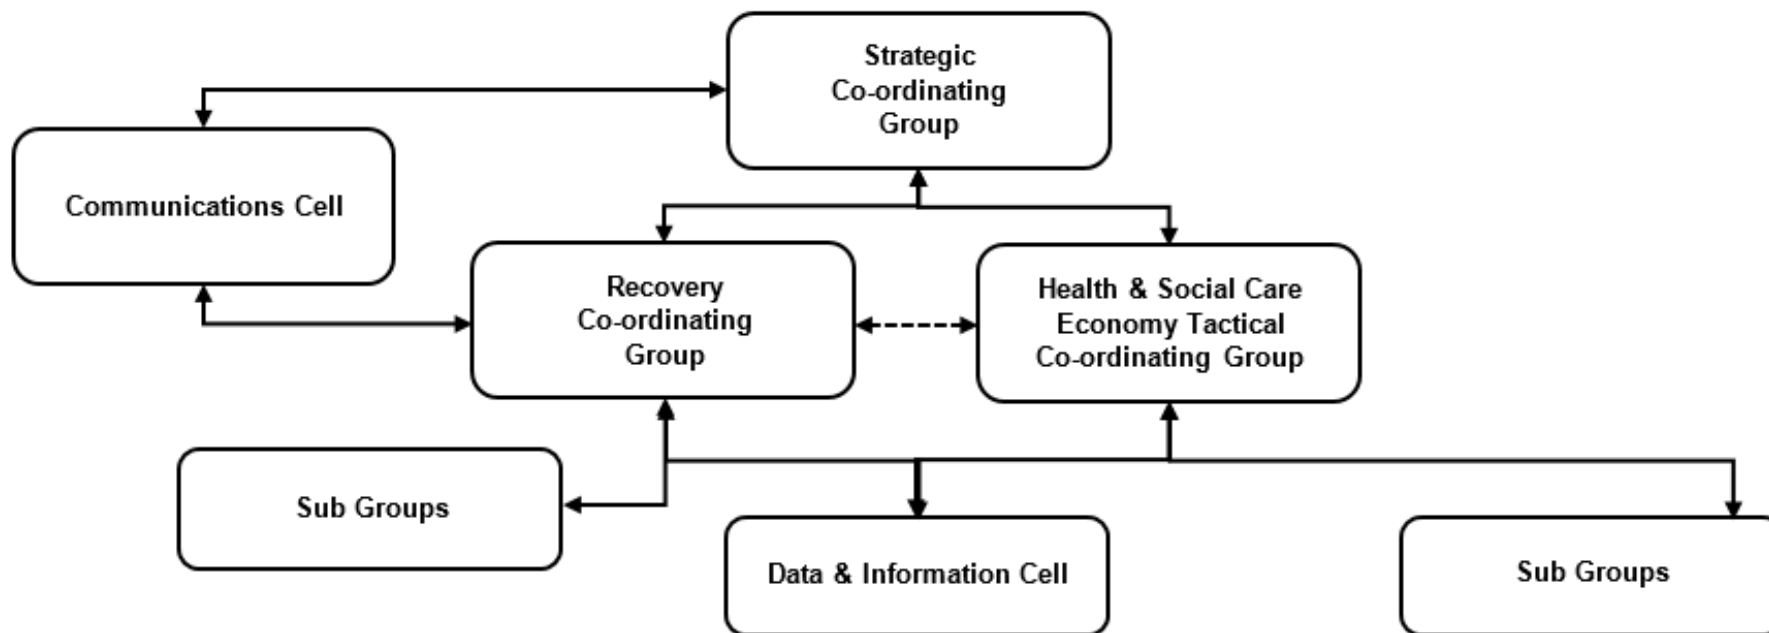 Strategic
Co-ordinating
Group
Communications Cell
Recovery
Co-ordinating
Group
Health & Social Care
Economy Tactical
Co-ordinating Group
Sub Groups
Data & Information Cell
Sub Groups